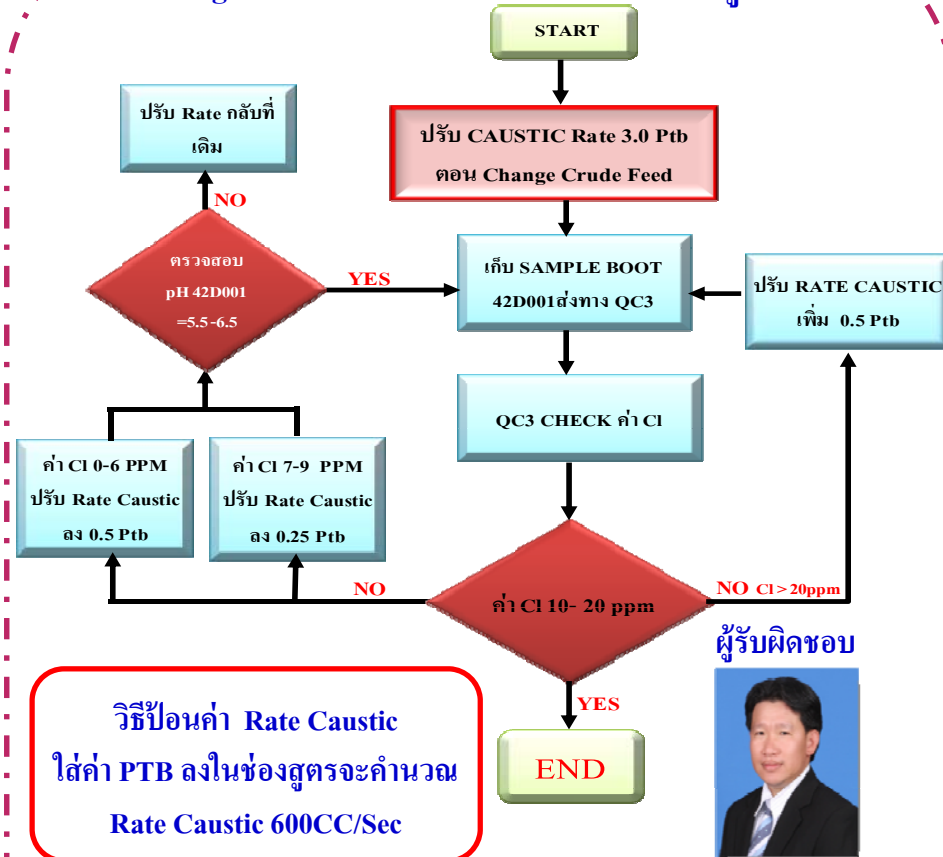 START
ปรับ CAUSTIC Rate 3.0 Ptb
ตอน Change Crude Feed
ปรับ Rate กลับที่
เดิม
NO
ตรวจสอบ
pH 42D001
=5.5-6.5
YES
เก็บ SAMPLE BOOT
42D001ส่งทาง QC3
ปรับ RATE CAUSTIC
เพิ่ม 0.5 Ptb
QC3 CHECK ค่า Cl
ค่า Cl 0-6 PPM
ปรับ Rate Caustic
ลง 0.5 Ptb
ค่า Cl 7-9 PPM
ปรับ Rate Caustic
ลง 0.25 Ptb
NO
ค่า Cl 10- 20 ppm
NO Cl > 20ppm
YES
END
ผู้รับผิดชอบ
วิธีป้อนค่า Rate Caustic
ใส่ค่า PTB ลงในช่องสูตรจะคำนวณ
Rate Caustic 600CC/Sec